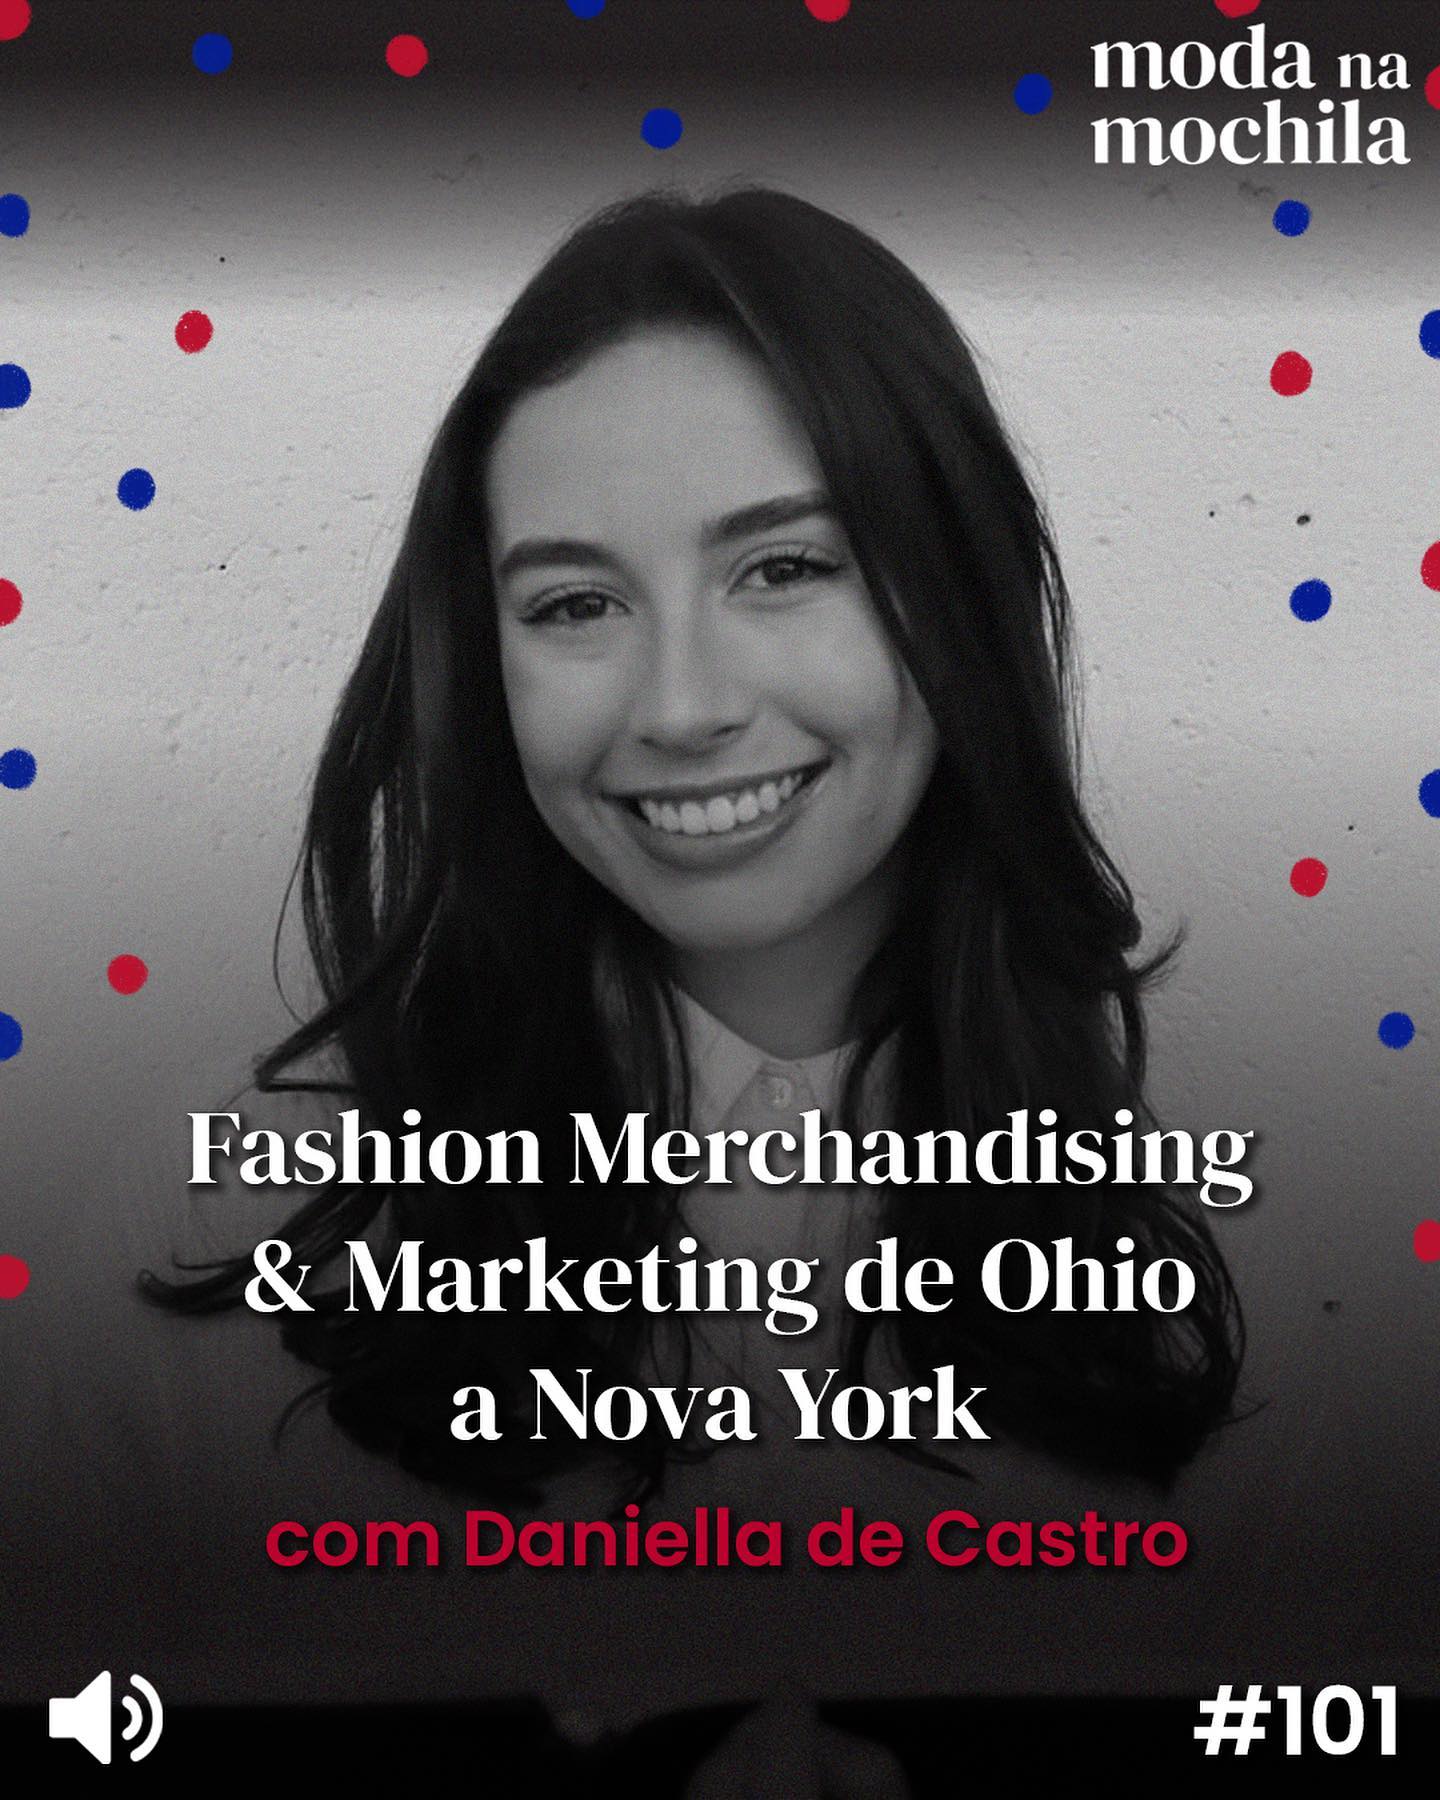 moda na
mochila
Fashion Merchandising
& Marketing de Ohio
a Nova York
com Daniella de Castro
#101